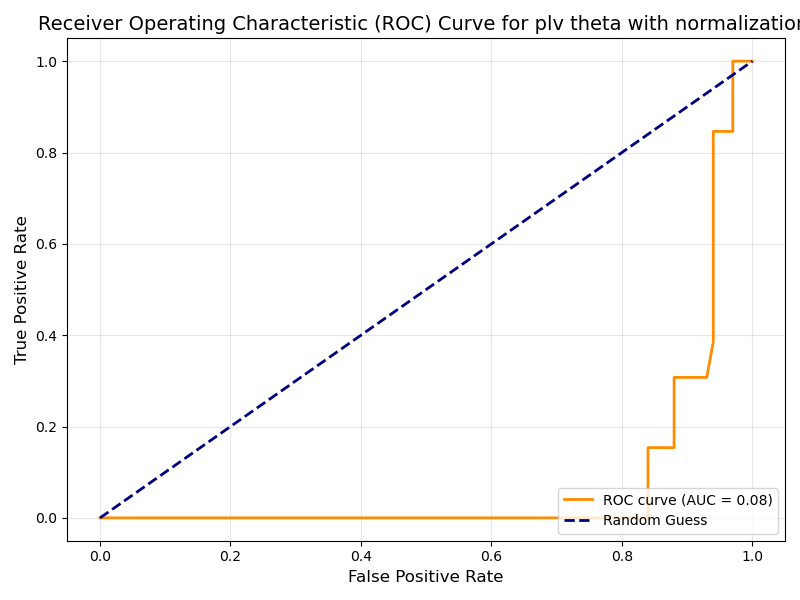 Receiver Operating Characteristic (ROC) Curve for plv theta with normalization
True Positive Rate
1.0
0.8
0.6
0.4
0.2
0.0
0.0 0.2 0.4 0.6 0.8 1.0
False Positive Rate
ROC curve (AUC = 0.08)
Random Guess